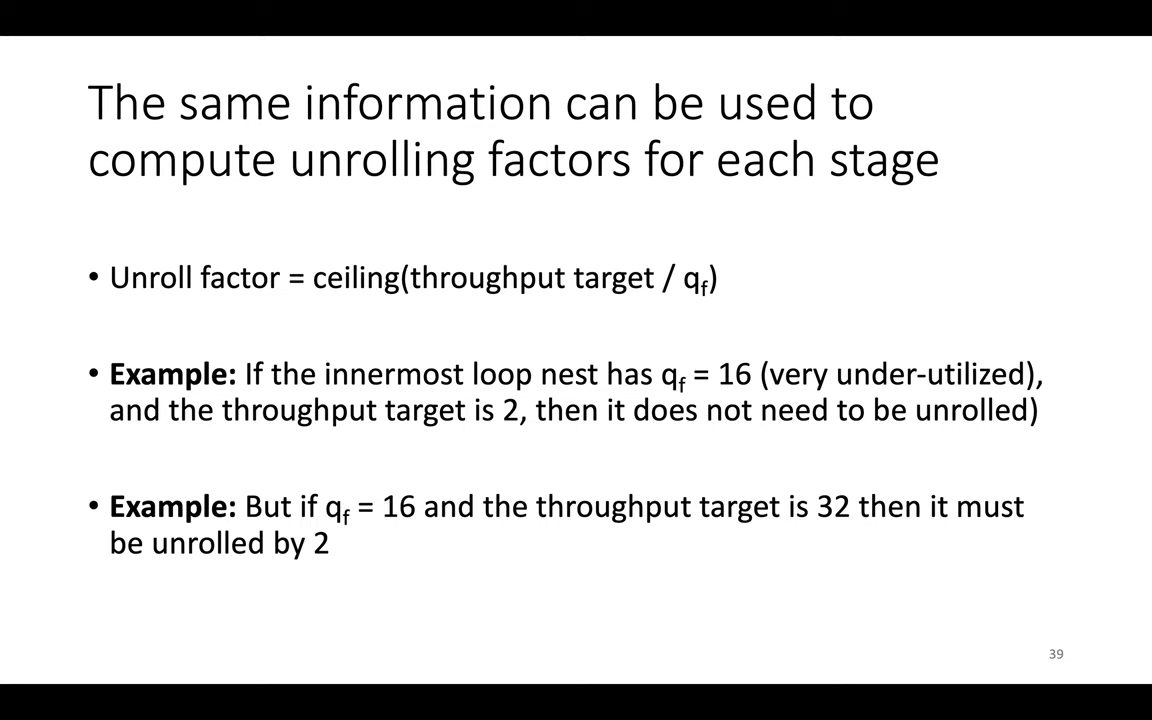 The same information can be used to
compute unrolling factors for each stage
• Unroll factor = ceiling(throughput target / qf)
• Example: If the innermost loop nest has qf = 16 (very under-utilized),
and the throughput target is 2, then it does not need to be unrolled)
• Example: But if qf = 16 and the throughput target is 32 then it must
be unrolled by 2
39